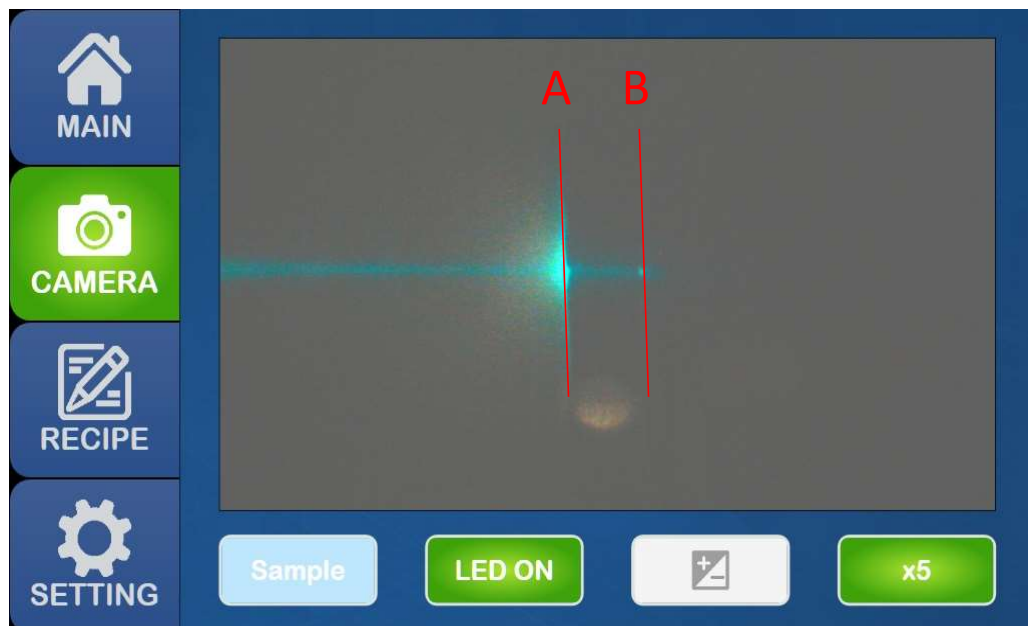 MAIN
CAMERA
RECIPE
SETTING
A B
Sample
LED ON
x5